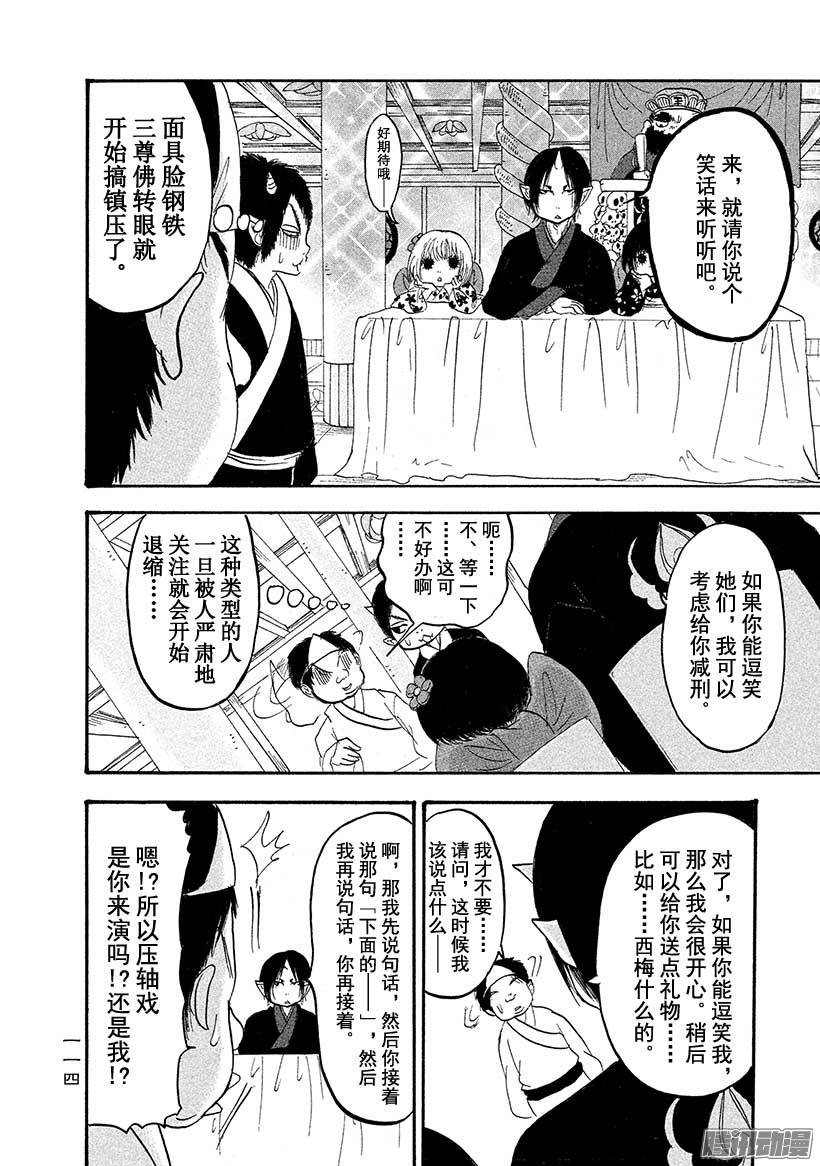 来，就请你说个
笑话来听听吧。
好期待哦——
面具脸钢铁
三尊佛转眼就
开始搞镇压了。
如果你能逗笑
她们，我可以
考虑给你减刑。
呃……
不、等一下
……这可
不好办啊
这种类型的人
一旦被人严肃地
关注就会开始
退缩……
对了，如果你能逗笑我，
那么我会很开心。稍后
可以给你送点礼物……
比如……西梅什么的。
我才不要……
请问，这时候我
该说点什么——
啊，那我先说句话，然后你接着
说那句「下面的——」，然后
我再说句话，你再接着。
嗯!?所以压轴戏
是你来演吗!?还是我!?
一一四
腾讯动漫